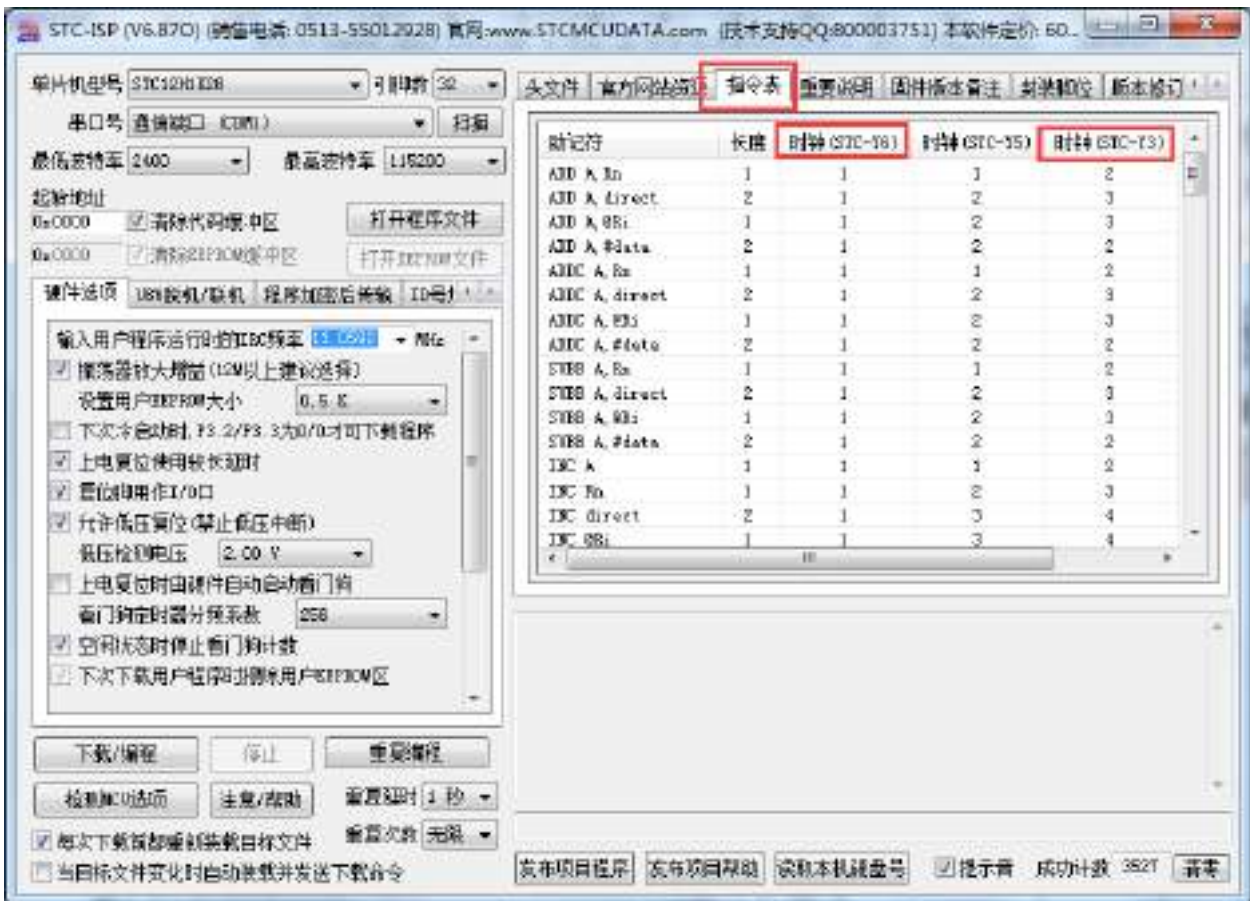 STC-ISP (V6.87O) (销售电话: 0513-55012928) 官网:www.STCMCUDATA.com (技术支持QQ:800003751) 本软件定价: 60...
单片机型号 引脚数 32
串口号 (COM1) 扫描
最低波特率 2400 最高波特率 115200
起始地址
0x0000 清除代码缓冲区 打开程序文件
0x0000 清除EEPROM缓冲区 打开EEPROM文件
硬件选项 U8W脱机/联机 程序加密后传输 ID号
输入用户程序运行时的IRC频率 MHz
振荡器放大增益(12M以上建议选择)
设置用户EEPROM大小 0.5 K
下次冷启动时, P3.2/P3.3为0/0才可下载程序
上电复位使用较长延时
复位脚用作I/O口
允许低压复位(禁止低压中断)
低压检测电压 2.00 V
上电复位时由硬件自动启动看门狗
看门狗定时器分频系数 256
空闲状态时停止看门狗计数
下次下载用户程序时擦除用户EEPROM区
下载/编程 停止 重复编程
检测MCU选项 注意/帮助 重复延时 1 秒
每次下载前都重新装载目标文件 重复次数 无限
当目标文件变化时自动装载并发送下载命令
头文件 官方网站资源 指令表 重要说明 固件版本备注 封装脚位 版本修订
助记符 长度 时钟(STC-Y6) 时钟(STC-Y5) 时钟(STC-Y3)
ADD A, Rn 1 1 1 2
ADD A, direct 2 1 2 3
ADD A, @Ri 1 1 2 3
ADD A, #data 2 1 2 2
ADDC A, Rn 1 1 1 2
ADDC A, direct 2 1 2 3
ADDC A, @Ri 1 1 2 3
ADDC A, #data 2 1 2 2
SUBB A, Rn 1 1 1 2
SUBB A, direct 2 1 2 3
SUBB A, @Ri 1 1 2 3
SUBB A, #data 2 1 2 2
INC A 1 1 1 2
INC Rn 1 1 2 3
INC direct 2 1 3 4
INC @Ri 1 1 3 4
发布项目程序 发布项目帮助 读取本机硬盘号 提示音 成功计数 3527 清零